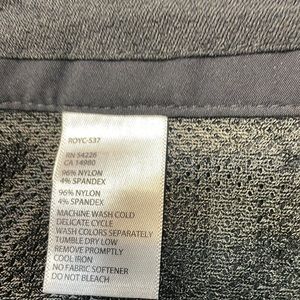 ROYC-537
RN 54226
CA 14980
96% NYLON
4% SPANDEX
96% NYLON
4% SPANDEX
MACHINE WASH COLD
DELICATE CYCLE
WASH COLORS SEPARATELY
TUMBLE DRY LOW
REMOVE PROMPTLY
COOL IRON
NO FABRIC SOFTENER
DO NOT BLEACH